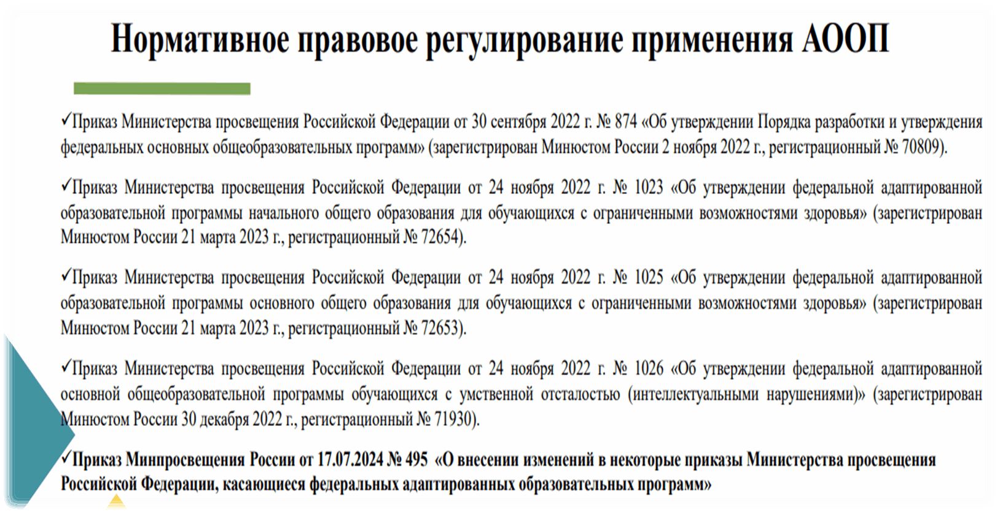 Нормативное правовое регулирование применения АООП
✓Приказ Министерства просвещения Российской Федерации от 30 сентября 2022 г. № 874 «Об утверждении Порядка разработки и утверждения
федеральных основных общеобразовательных программ» (зарегистрирован Минюстом России 2 ноября 2022 г., регистрационный № 70809).
✓Приказ Министерства просвещения Российской Федерации от 24 ноября 2022 г. № 1023 «Об утверждении федеральной адаптированной
образовательной программы начального общего образования для обучающихся с ограниченными возможностями здоровья» (зарегистрирован
Минюстом России 21 марта 2023 г., регистрационный № 72654).
✓Приказ Министерства просвещения Российской Федерации от 24 ноября 2022 г. № 1025 «Об утверждении федеральной адаптированной
образовательной программы основного общего образования для обучающихся с ограниченными возможностями здоровья» (зарегистрирован
Минюстом России 21 марта 2023 г., регистрационный № 72653).
✓Приказ Министерства просвещения Российской Федерации от 24 ноября 2022 г. № 1026 «Об утверждении федеральной адаптированной
основной общеобразовательной программы обучающихся с умственной отсталостью (интеллектуальными нарушениями)» (зарегистрирован
Минюстом России 30 декабря 2022 г., регистрационный № 71930).
✓Приказ Минпросвещения России от 17.07.2024 № 495 «О внесении изменений в некоторые приказы Министерства просвещения
Российской Федерации, касающиеся федеральных адаптированных образовательных программ»